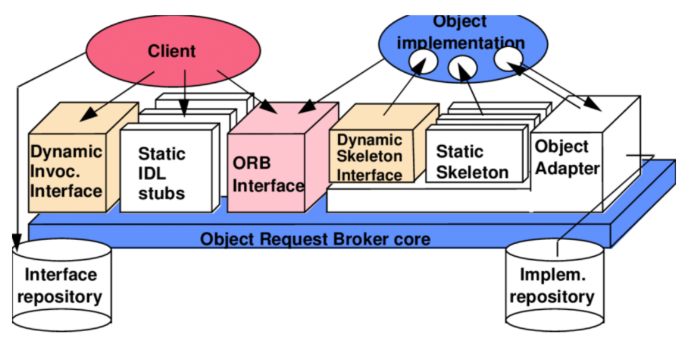 Client
Object
implementation
Dynamic
Invoc.
Interface
Static
IDL
stubs
ORB
Interface
Dynamic
Skeleton
Interface
Static
Skeleton
Object
Adapter
Object Request Broker core
Interface
repository
Implem.
repository